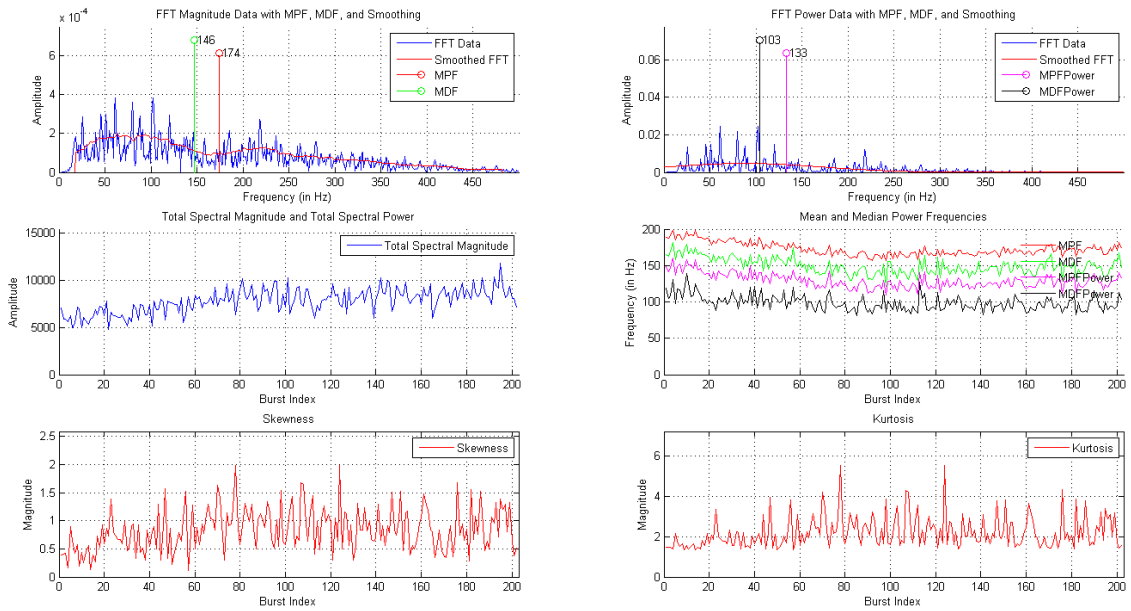 FFT Magnitude Data with MPF, MDF, and Smoothing
x 10^-4
6
4
2
0
Amplitude
146
174
FFT Data
Smoothed FFT
MPF
MDF
0 50 100 150 200 250 300 350 400 450
Frequency (in Hz)
FFT Power Data with MPF, MDF, and Smoothing
0.06
0.04
0.02
0
Amplitude
103
133
FFT Data
Smoothed FFT
MPFPower
MDFPower
0 50 100 150 200 250 300 350 400 450
Frequency (in Hz)
Total Spectral Magnitude and Total Spectral Power
15000
10000
5000
0
Amplitude
Total Spectral Magnitude
0 20 40 60 80 100 120 140 160 180 200
Burst Index
Mean and Median Power Frequencies
200
150
100
50
0
Frequency (in Hz)
MPF
MDF
MPFPower
MDFPower
0 20 40 60 80 100 120 140 160 180 200
Burst Index
Skewness
2.5
2
1.5
1
0.5
0
Magnitude
Skewness
0 20 40 60 80 100 120 140 160 180 200
Burst Index
Kurtosis
6
4
2
0
Magnitude
Kurtosis
0 20 40 60 80 100 120 140 160 180 200
Burst Index